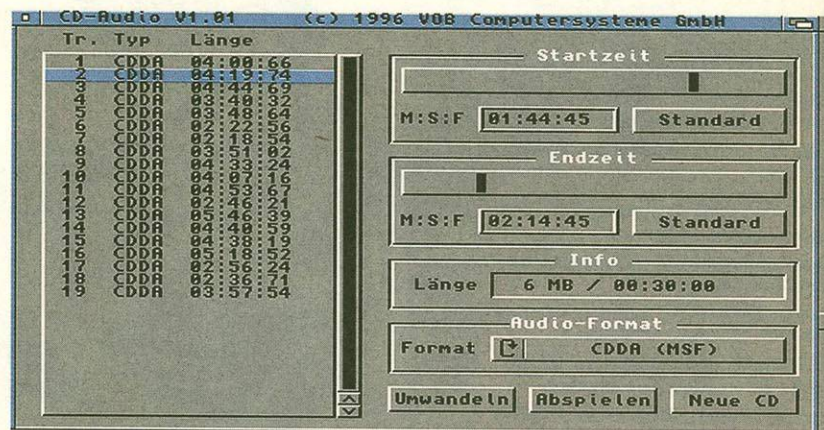 CD-Audio V1.01 (c) 1996 VOB Computersysteme GmbH
Tr. Typ Länge
1 CDDA 04:00:66
2 CDDA 04:19:74
3 CDDA 04:44:69
4 CDDA 03:40:32
5 CDDA 03:48:64
6 CDDA 02:22:56
7 CDDA 02:18:54
8 CDDA 03:51:02
9 CDDA 04:33:24
10 CDDA 04:07:16
11 CDDA 04:53:67
12 CDDA 02:46:21
13 CDDA 05:46:39
14 CDDA 04:40:59
15 CDDA 04:38:19
16 CDDA 05:18:52
17 CDDA 02:56:24
18 CDDA 02:36:71
19 CDDA 03:57:54
Startzeit
M:S:F 01:44:45 Standard
Endzeit
M:S:F 02:14:45 Standard
Info
Länge 6 MB / 00:30:00
Audio-Format
Format CDDA (MSF)
Umwandeln Abspielen Neue CD